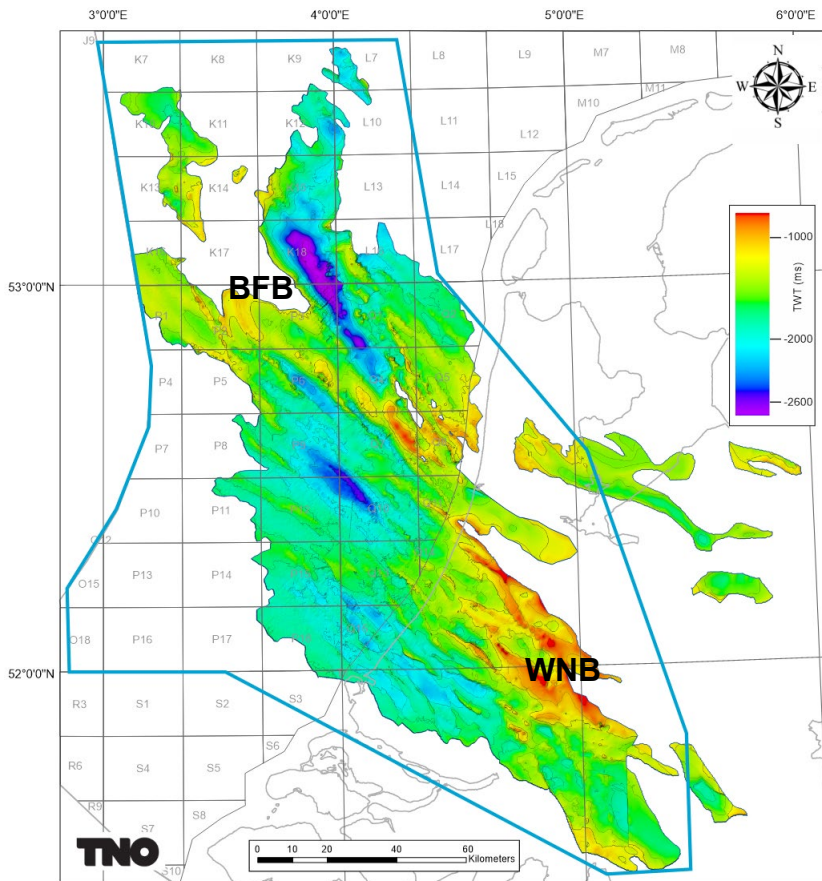 3°0'0"E 4°0'0"E 5°0'0"E 6°0'0"E
J9
K7 K8 K9 L7 L8 L9 M7 M8
M10 M11
K11 K12 L10 L11 L12
N
W E
S
K13 K14 L13 L14 L15
L16
K17 K18 L17
53°0'0"N
BFB
-1000
TWT (ms)
-2000
-2600
P4 P5
P7 P8
P10 P11
P13 P14
O15
O18 P16 P17
52°0'0"N
WNB
R3 S1 S2 S3
R6 S4 S5 S6
R9 S7 S8
S10
TNO
0 10 20 40 60
Kilometers